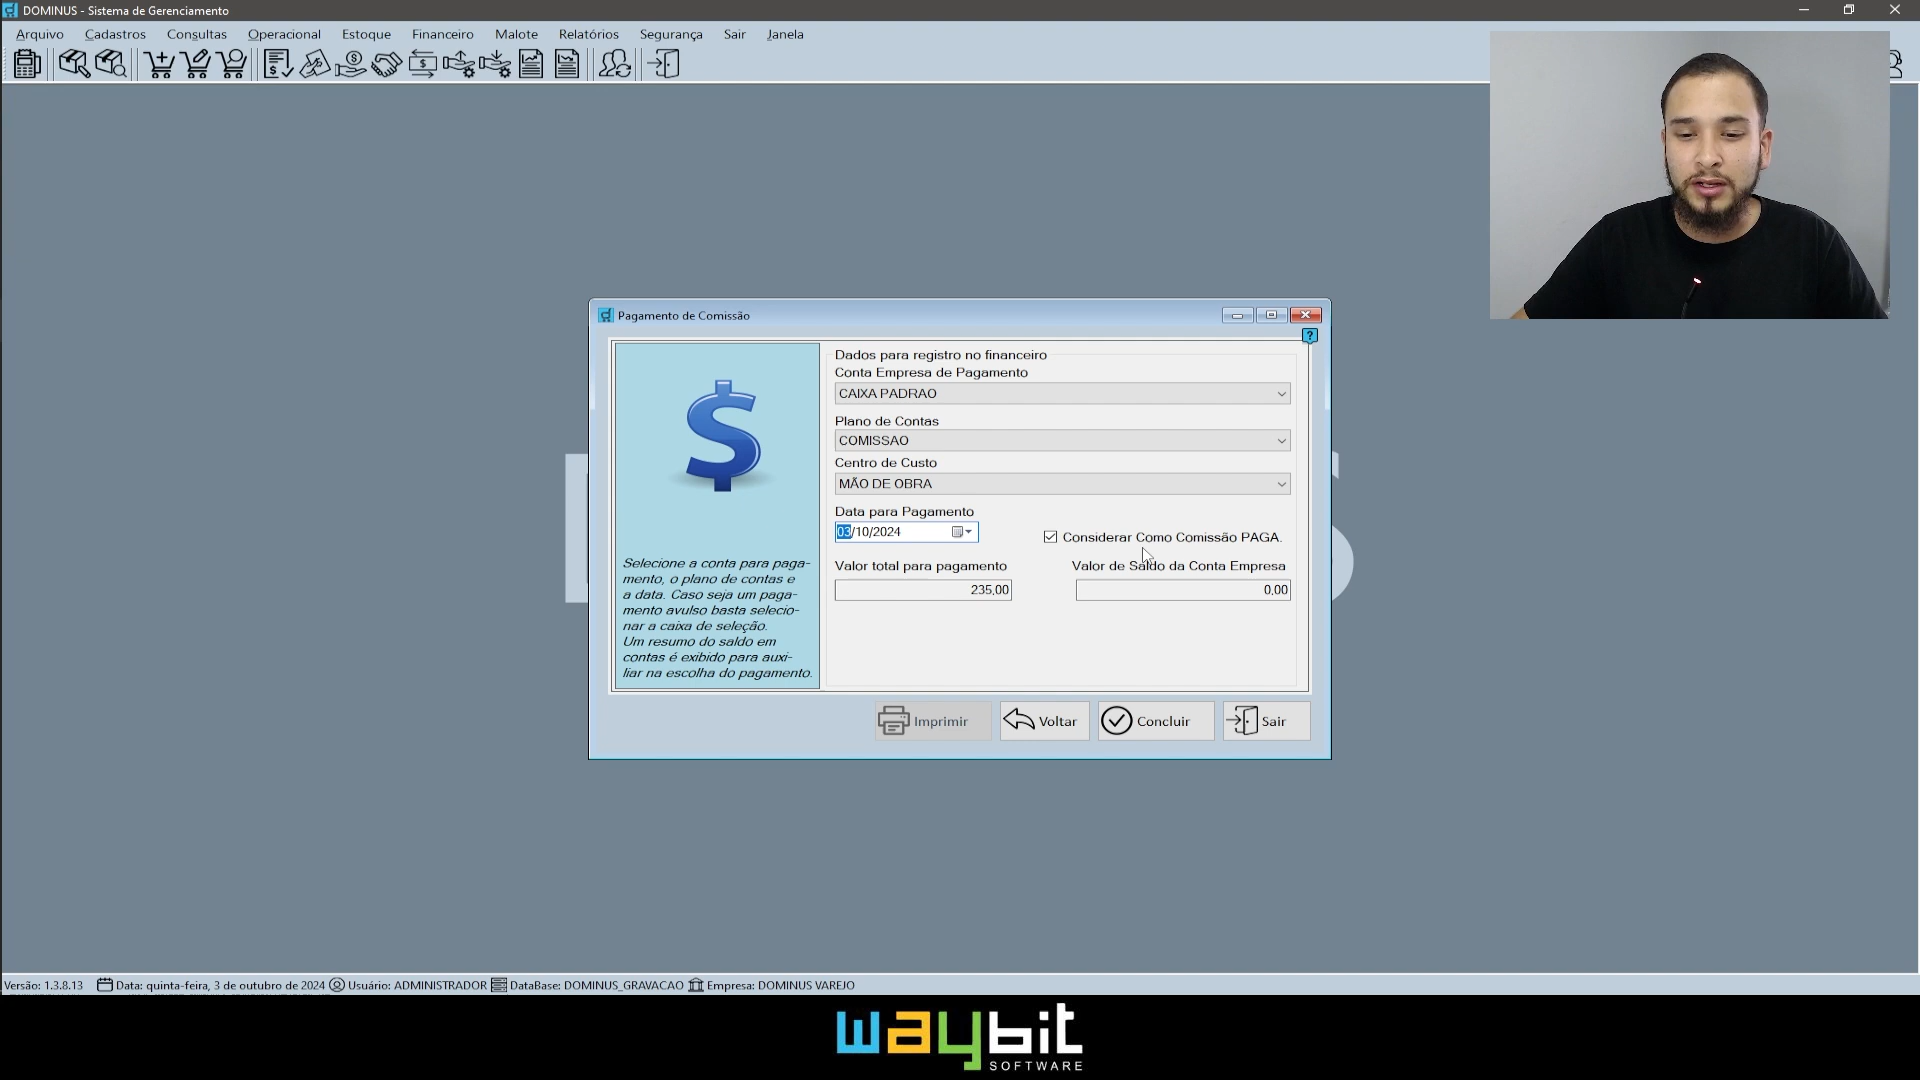 DOMINUS - Sistema de Gerenciamento
Arquivo Cadastros Consultas Operacional Estoque Financeiro Malote Relatórios Segurança Sair Janela
Pagamento de Comissão
Dados para registro no financeiro
Conta Empresa de Pagamento
CAIXA PADRAO
Plano de Contas
COMISSAO
Centro de Custo
MÃO DE OBRA
Data para Pagamento
03/10/2024
Considerar Como Comissão PAGA.
Valor total para pagamento
Valor de Saldo da Conta Empresa
235,00
0,00
Selecione a conta para paga-
mento, o plano de contas e
a data. Caso seja um paga-
mento avulso basta selecio-
nar a caixa de seleção.
Um resumo do saldo em
contas é exibido para auxi-
liar na escolha do pagamento.
Imprimir Voltar Concluir Sair
Versão: 1.3.8.13 Data: quinta-feira, 3 de outubro de 2024 Usuário: ADMINISTRADOR DataBase: DOMINUS_GRAVACAO Empresa: DOMINUS VAREJO
waybit
SOFTWARE